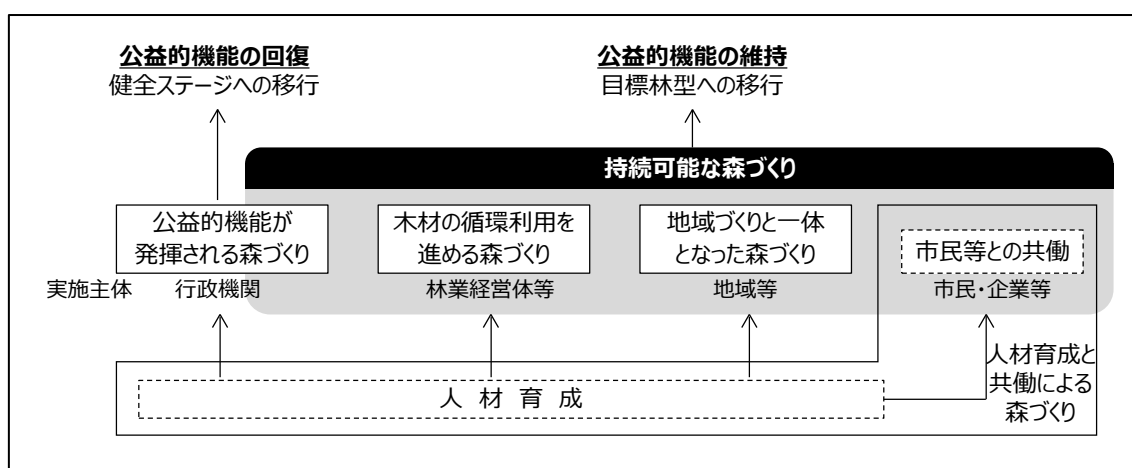 公益的機能の回復
健全ステージへの移行
公益的機能の維持
目標林型への移行
持続可能な森づくり
公益的機能が
発揮される森づくり
木材の循環利用を
進める森づくり
地域づくりと一体
となった森づくり
市民等との共働
実施主体
行政機関
林業経営体等
地域等
市民・企業等
人材育成と
共働による
森づくり
人 材 育 成